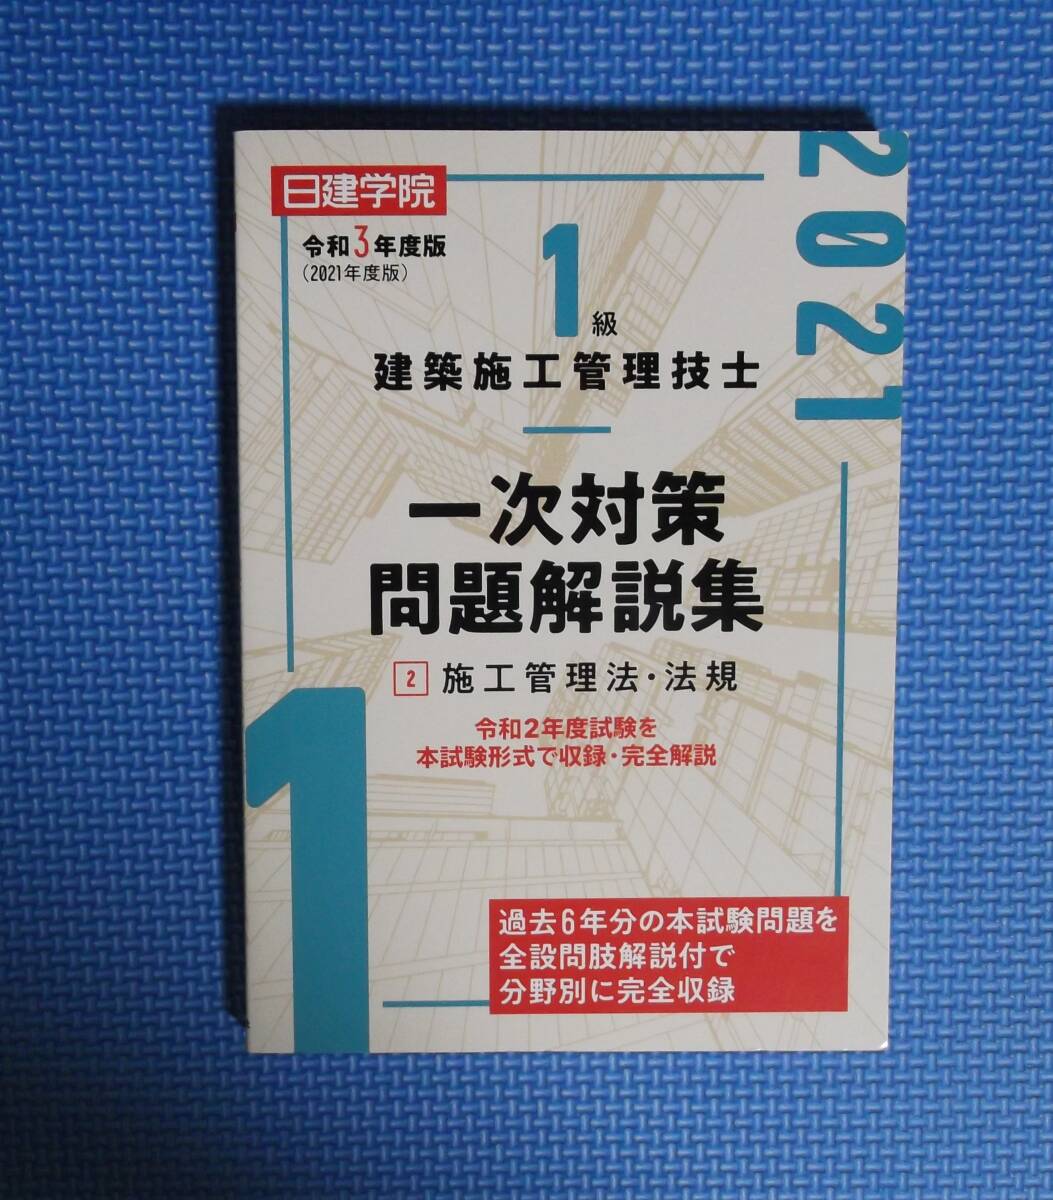 日建学院
令和3年度版
(2021年度版)
2021
1級
建築施工管理技士
一次対策
問題解説集
2 施工管理法・法規
令和2年度試験を
本試験形式で収録・完全解説
1
過去6年分の本試験問題を
全設問肢解説付で
分野別に完全収録